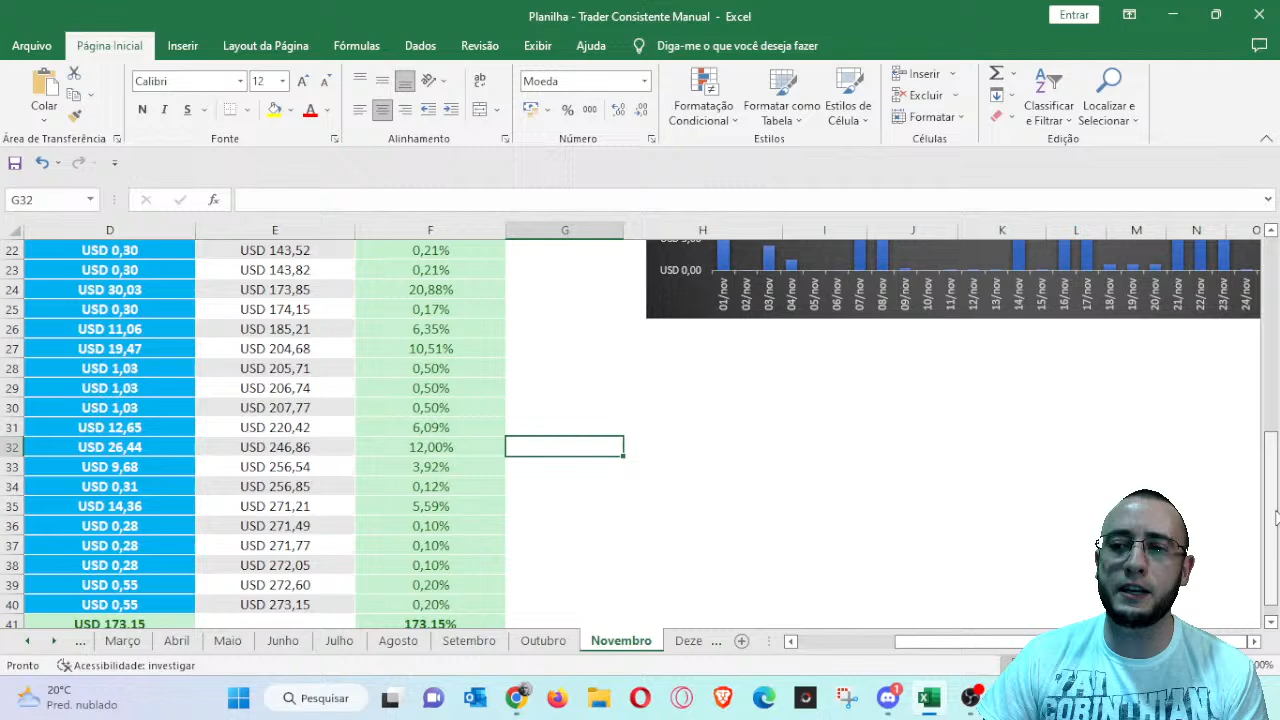 Planilha - Trader Consistente Manual - Excel
Entrar
Arquivo
Página Inicial
Inserir
Layout da Página
Fórmulas
Dados
Revisão
Exibir
Ajuda
Diga-me o que você deseja fazer
Colar
Calibri
12
N I S
ab
Moeda
% 000
Formatação Condicional
Formatar como Tabela
Estilos de Célula
Inserir
Excluir
Formatar
Classificar e Filtrar
Localizar e Selecionar
Área de Transferência
Fonte
Alinhamento
Número
Estilos
Células
Edição
G32
fx
D E F G H I J K L M N O
22 USD 0,30 USD 143,52 0,21%
23 USD 0,30 USD 143,82 0,21%
24 USD 30,03 USD 173,85 20,88%
25 USD 0,30 USD 174,15 0,17%
26 USD 11,06 USD 185,21 6,35%
27 USD 19,47 USD 204,68 10,51%
28 USD 1,03 USD 205,71 0,50%
29 USD 1,03 USD 206,74 0,50%
30 USD 1,03 USD 207,77 0,50%
31 USD 12,65 USD 220,42 6,09%
32 USD 26,44 USD 246,86 12,00%
33 USD 9,68 USD 256,54 3,92%
34 USD 0,31 USD 256,85 0,12%
35 USD 14,36 USD 271,21 5,59%
36 USD 0,28 USD 271,49 0,10%
37 USD 0,28 USD 271,77 0,10%
38 USD 0,28 USD 272,05 0,10%
39 USD 0,55 USD 272,60 0,20%
40 USD 0,55 USD 273,15 0,20%
41 USD 173,15 173,15%
USD 0,00
01/nov 02/nov 03/nov 04/nov 05/nov 06/nov 07/nov 08/nov 09/nov 10/nov 11/nov 12/nov 13/nov 14/nov 15/nov 16/nov 17/nov 18/nov 19/nov 20/nov 21/nov 22/nov 23/nov 24/nov
... Março Abril Maio Junho Julho Agosto Setembro Outubro Novembro Deze ...
Pronto
Acessibilidade: investigar
20°C
Pred. nublado
Pesquisar
1
CORINTHIAN